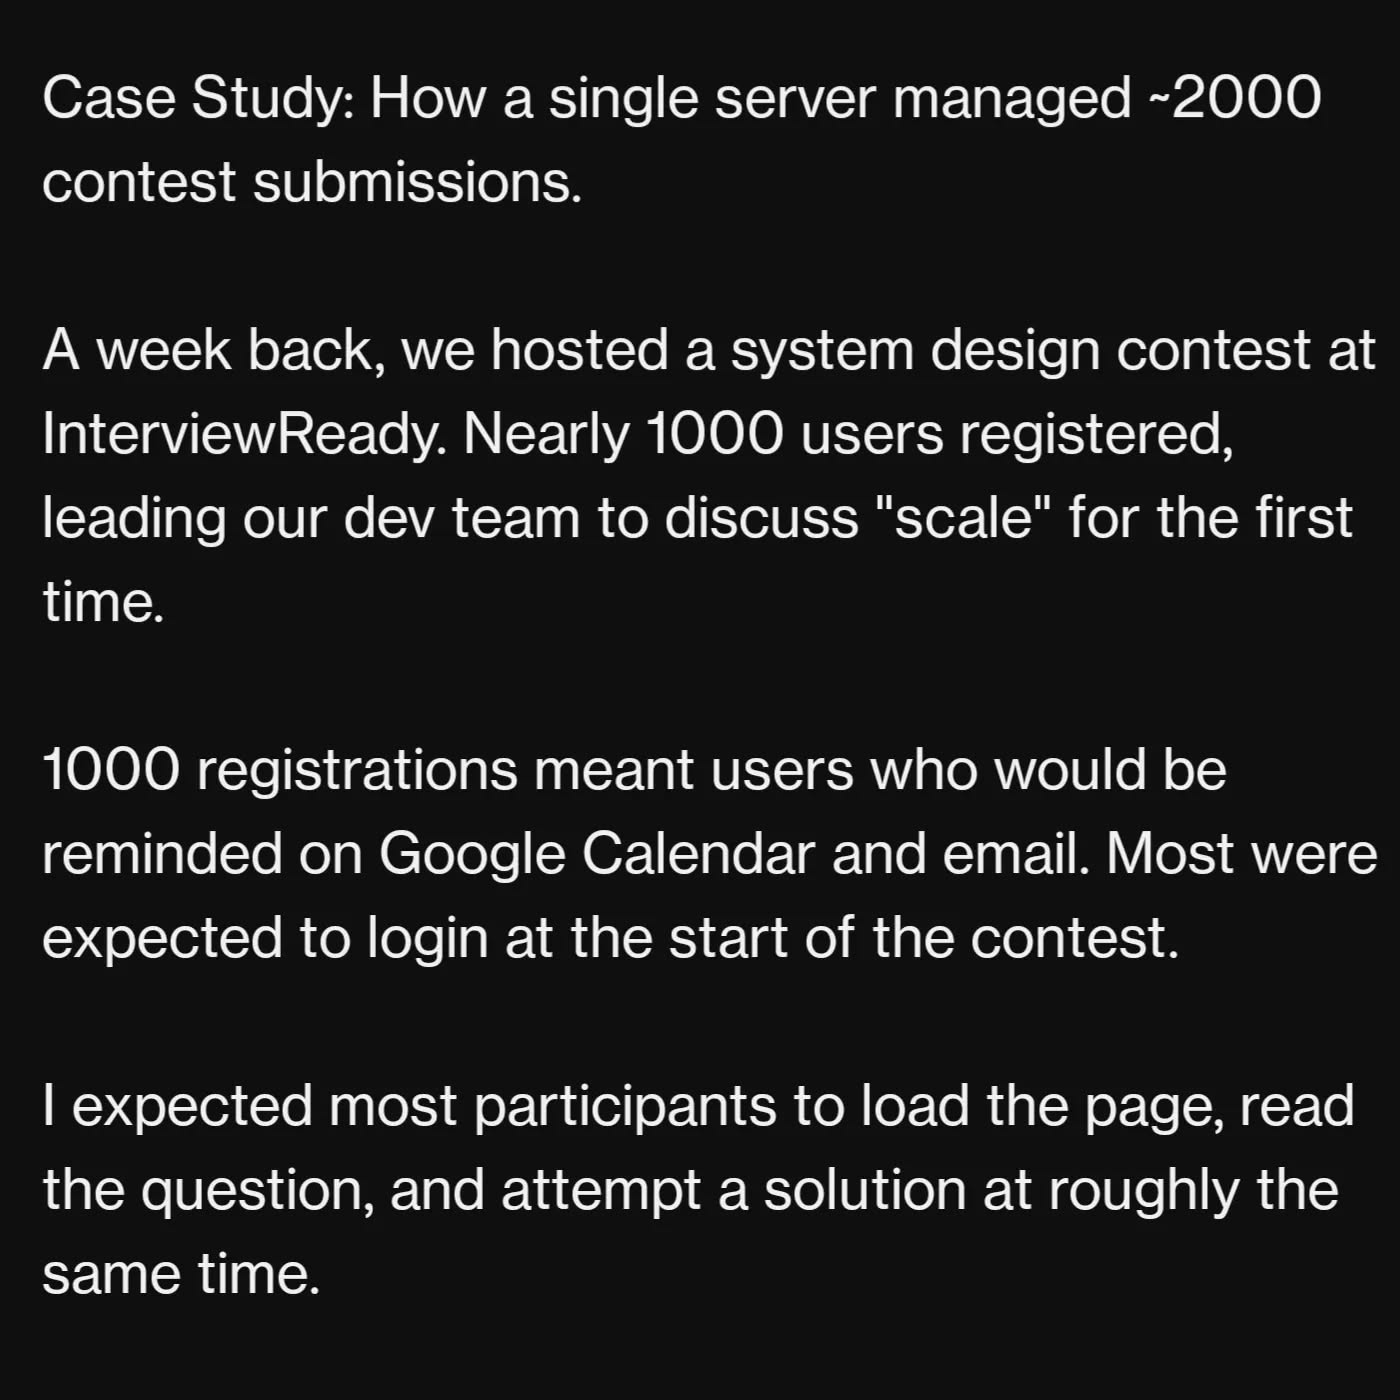 Case Study: How a single server managed ~2000
contest submissions.
A week back, we hosted a system design contest at
InterviewReady. Nearly 1000 users registered,
leading our dev team to discuss "scale" for the first
time.
1000 registrations meant users who would be
reminded on Google Calendar and email. Most were
expected to login at the start of the contest.
I expected most participants to load the page, read
the question, and attempt a solution at roughly the
same time.